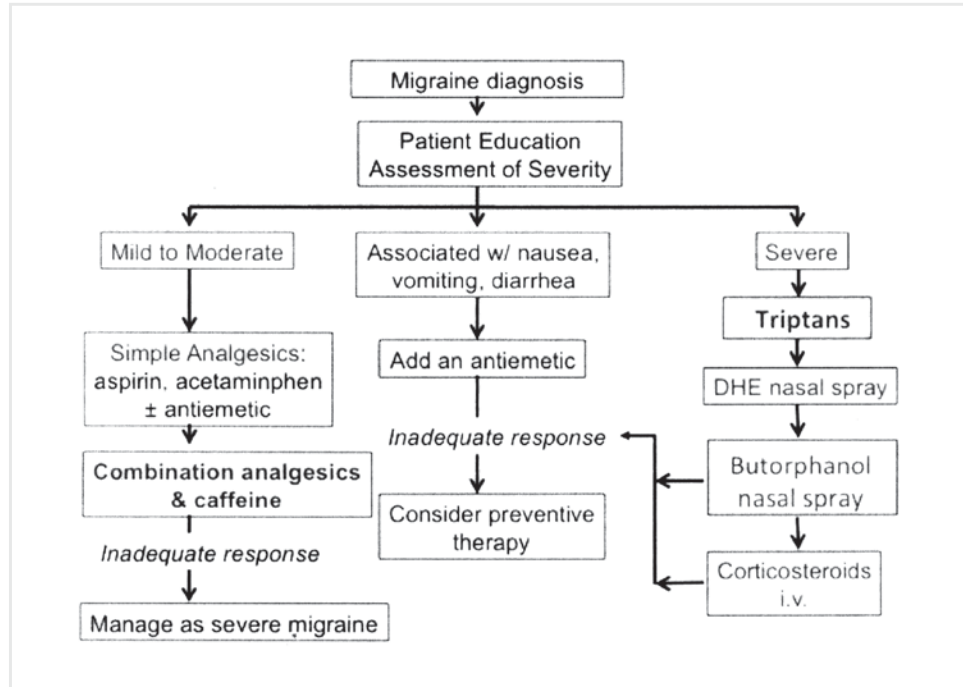 Migraine diagnosis
Patient Education
Assessment of Severity
Mild to Moderate
Simple Analgesics:
aspirin, acetaminphen
± antiemetic
Combination analgesics
& caffeine
Inadequate response
Manage as severe migraine
Associated w/ nausea,
vomiting, diarrhea
Add an antiemetic
Inadequate response
Consider preventive
therapy
Severe
Triptans
DHE nasal spray
Butorphanol
nasal spray
Corticosteroids
i.v.